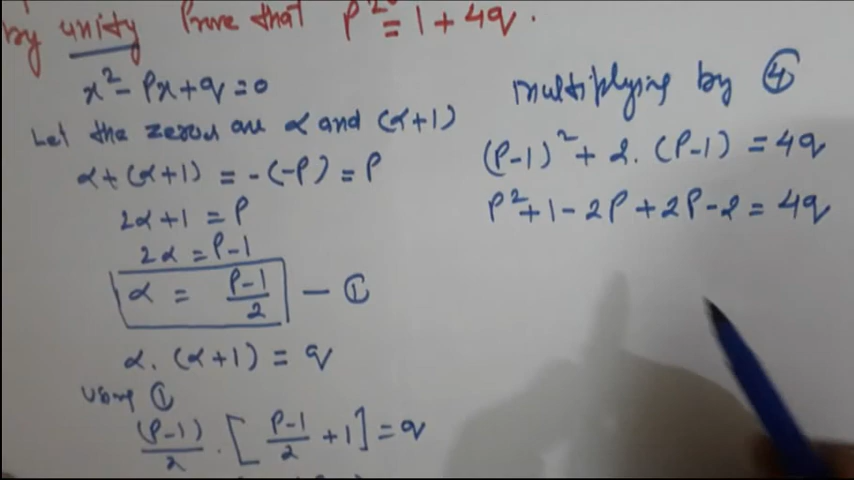 by unity Prove that P² = 1 + 4q.
x² - Px + q = 0
Let the zeros are α and (α+1)
α + (α+1) = -(-P) = P
2α + 1 = P
2α = P-1
α = P-1/2 — ①
α. (α+1) = q
using ①
(P-1)/2 . [P-1/2 + 1] = q
multiplying by ④
(P-1)² + 2. (P-1) = 4q
P² + 1 - 2P + 2P - 2 = 4q